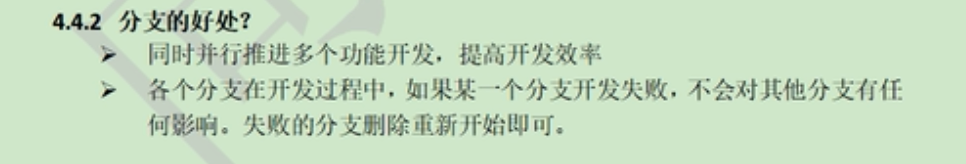 4.4.2 分支的好处？
➢ 同时并行推进多个功能开发，提高开发效率
➢ 各个分支在开发过程中，如果某一个分支开发失败，不会对其他分支有任
何影响。失败的分支删除重新开始即可。